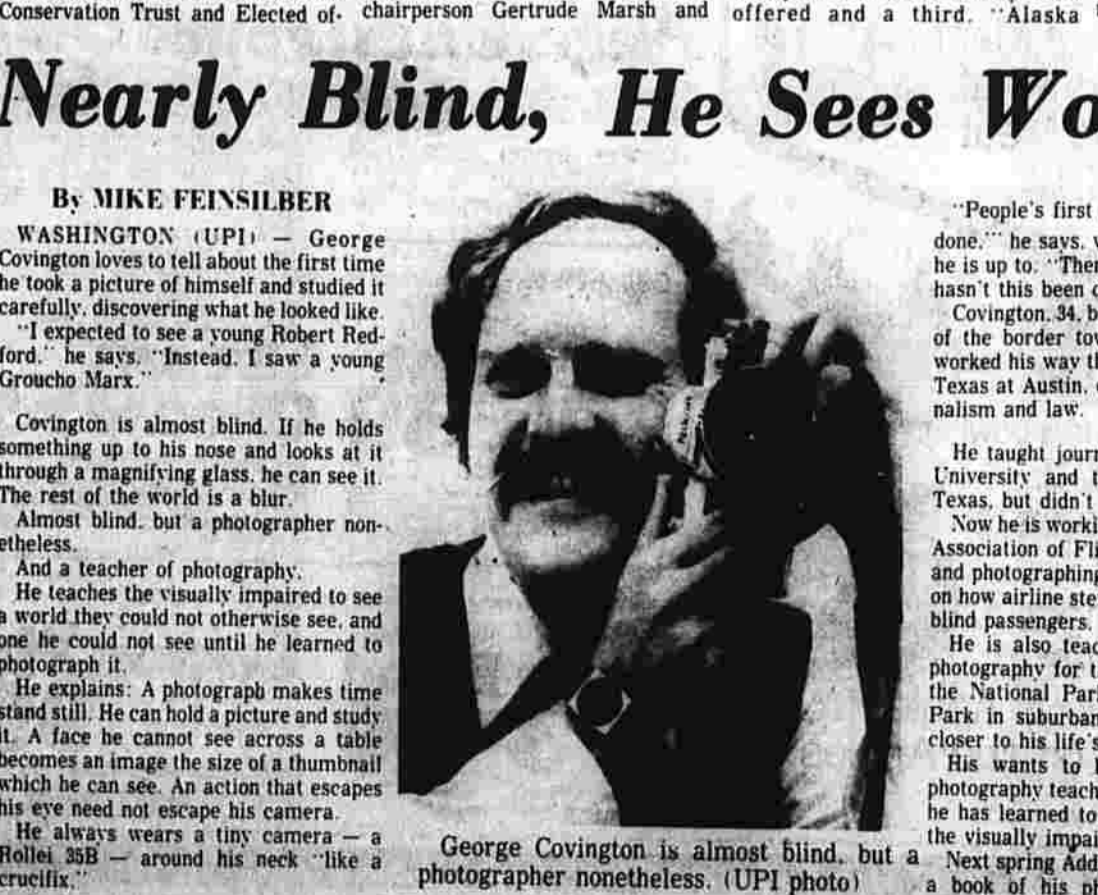 Conservation Trust and Elected of-
chairperson Gertrude Marsh and
offered and a third. "Alaska
Nearly Blind, He Sees Wo
By MIKE FEINSILBER
WASHINGTON (UPI) — George
Covington loves to tell about the first time
he took a picture of himself and studied it
carefully, discovering what he looked like.
"I expected to see a young Robert Red-
ford," he says. "Instead, I saw a young
Groucho Marx."
Covington is almost blind. If he holds
something up to his nose and looks at it
through a magnifying glass, he can see it.
The rest of the world is a blur.
Almost blind, but a photographer non-
etheless.
And a teacher of photography.
He teaches the visually impaired to see
a world they could not otherwise see, and
one he could not see until he learned to
photograph it.
He explains: A photograph makes time
stand still. He can hold a picture and study
it. A face he cannot see across a table
becomes an image the size of a thumbnail
which he can see. An action that escapes
his eye need not escape his camera.
He always wears a tiny camera — a
Rollei 35B — around his neck "like a
crucifix."
George Covington is almost blind, but a
photographer nonetheless. (UPI photo)
"People's first
done,'" he says, w
he is up to. "Then
hasn't this been d
Covington, 34, b
of the border tow
worked his way th
Texas at Austin,
nalism and law.
He taught journ
University and t
Texas, but didn't
Now he is worki
Association of Fli
and photographing
on how airline ste
blind passengers.
He is also teac
photography for t
the National Park
Park in suburban
closer to his life's
His wants to
photography teach
he has learned to
the visually impai
Next spring Add
a book of his ph